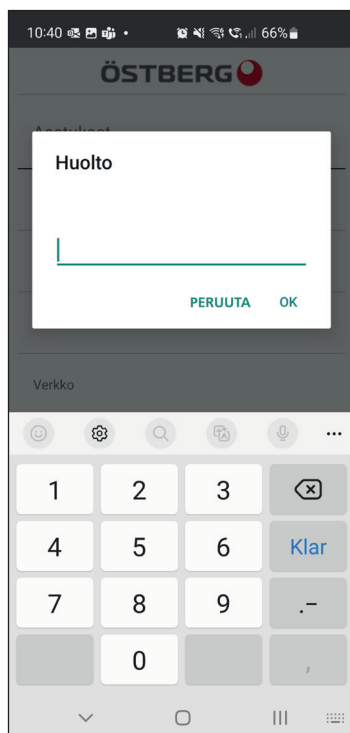 10:40 66%
ÖSTBERG
Asetukset
Huolto
PERUUTA OK
Verkko
1 2 3
4 5 6 Klar
7 8 9 .-
0 ,